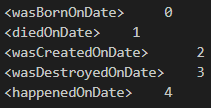 <wasBornOnDate> 0
<diedOnDate> 1
<wasCreatedOnDate> 2
<wasDestroyedOnDate> 3
<happenedOnDate> 4